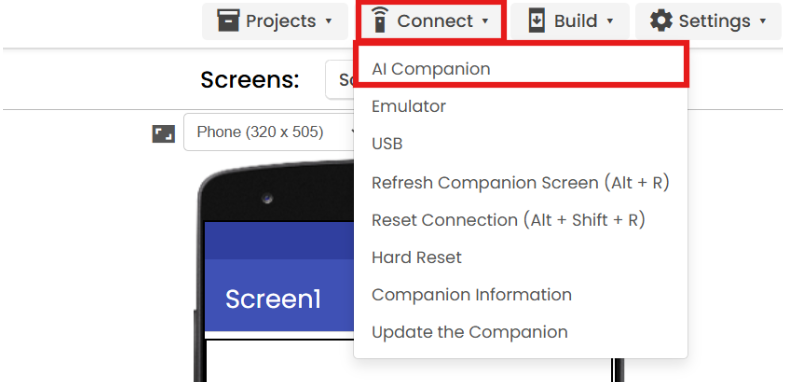 Projects Connect Build Settings
Screens:
AI Companion
Phone (320 x 505)
Emulator
USB
Refresh Companion Screen (Alt + R)
Reset Connection (Alt + Shift + R)
Hard Reset
Screen1
Companion Information
Update the Companion